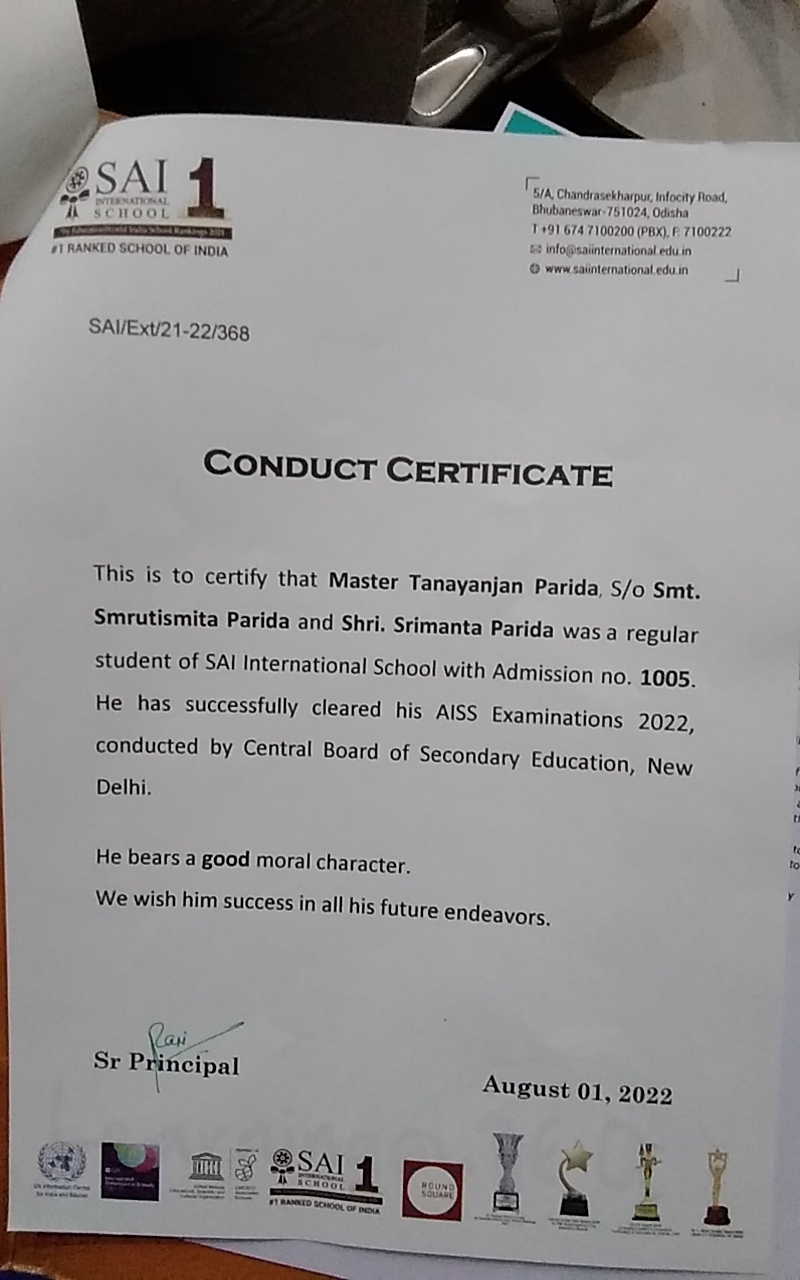 SAI 1
INTERNATIONAL
SCHOOL
#1 RANKED SCHOOL OF INDIA
5/A, Chandrasekharpur, Infocity Road,
Bhubaneswar-751024, Odisha
T +91 674 7100200 (PBX), F: 7100222
info@saiinternational.edu.in
www.saiinternational.edu.in
SAI/Ext/21-22/368
CONDUCT CERTIFICATE
This is to certify that Master Tanayanjan Parida, S/o Smt.
Smrutismita Parida and Shri. Srimanta Parida was a regular
student of SAI International School with Admission no. 1005.
He has successfully cleared his AISS Examinations 2022,
conducted by Central Board of Secondary Education, New
Delhi.
He bears a good moral character.
We wish him success in all his future endeavors.
Sr Principal
August 01, 2022
SAI 1
INTERNATIONAL
SCHOOL
#1 RANKED SCHOOL OF INDIA
ROUND
SQUARE